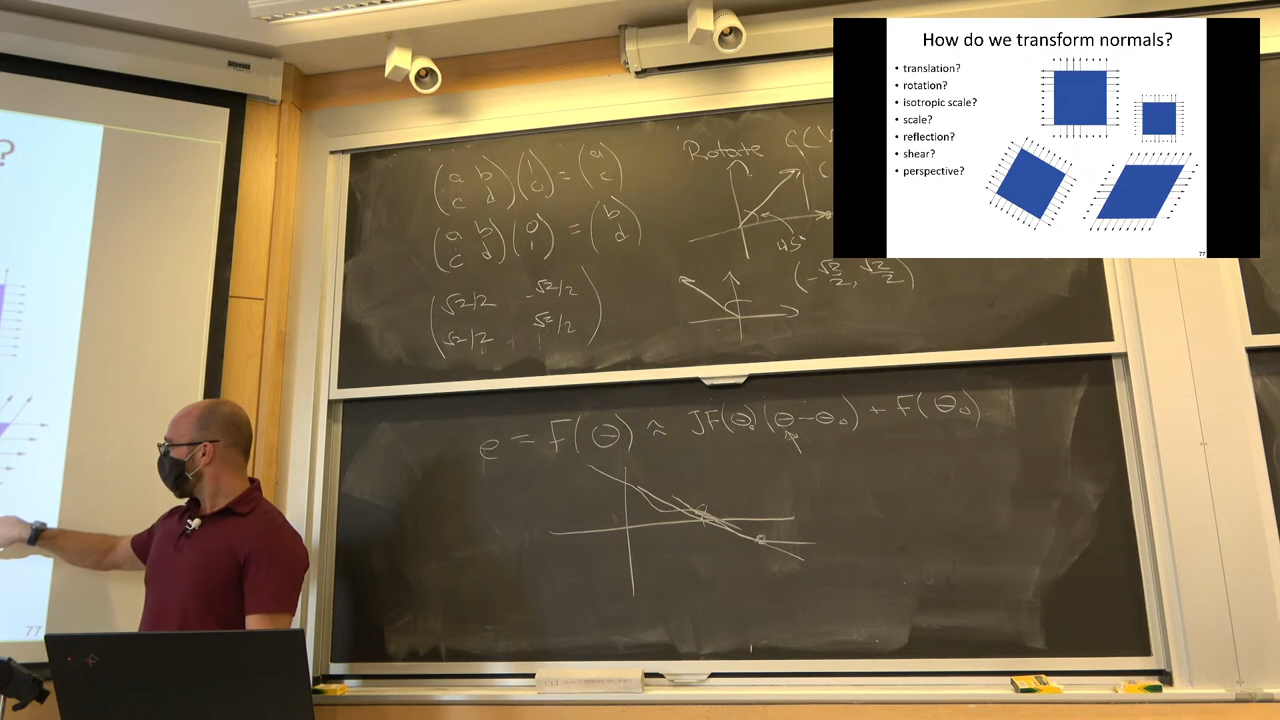 How do we transform normals?
• translation?
• rotation?
• isotropic scale?
• scale?
• reflection?
• shear?
• perspective?
77
?
77
(a b
c d)(1
0) = (a
c)
(a b
c d)(0
1) = (b
d)
(√2/2 -√2/2
√2/2 + √2/2)
Rotate
45°
(-√2/2, √2/2)
e = F(θ) ≈ JF(θ₀)(θ-θ₀) + F(θ₀)